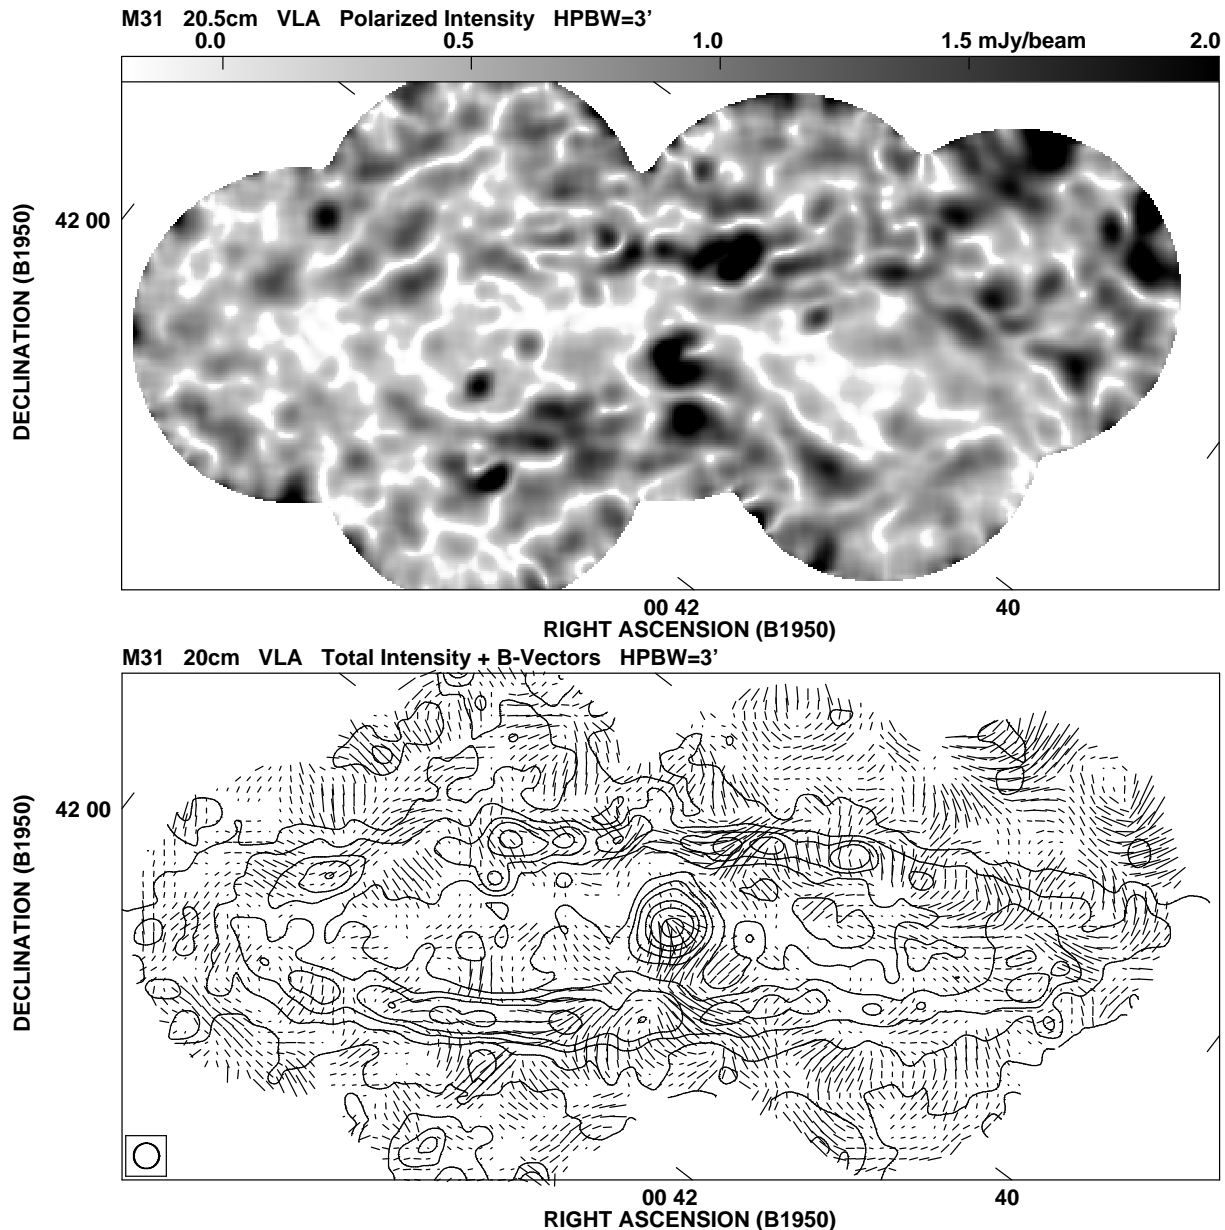 M31 20.5cm VLA Polarized Intensity HPBW=3’
0.0 0.5 1.0 1.5 mJy/beam 2.0
42 00
DECLINATION (B1950)
00 42 40
RIGHT ASCENSION (B1950)
M31 20cm VLA Total Intensity + B-Vectors HPBW=3’
42 00
DECLINATION (B1950)
00 42 40
RIGHT ASCENSION (B1950)